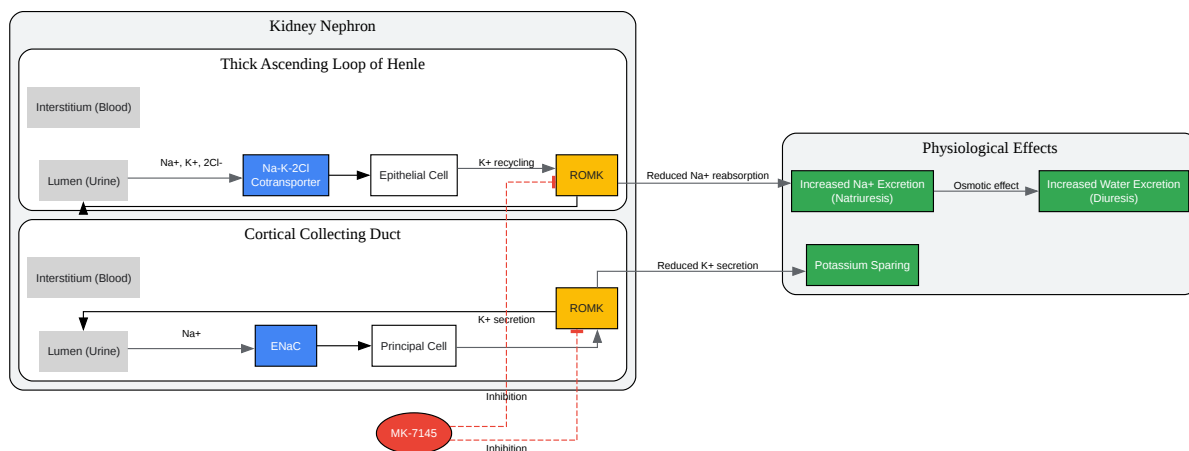 Kidney Nephron
Thick Ascending Loop of Henle
Interstitium (Blood)
Lumen (Urine)
Na+, K+, 2Cl-
Na-K-2Cl
Cotransporter
Epithelial Cell
K+ recycling
ROMK
Reduced Na+ reabsorption
Physiological Effects
Increased Na+ Excretion
(Natriuresis)
Osmotic effect
Increased Water Excretion
(Diuresis)
Cortical Collecting Duct
Interstitium (Blood)
Lumen (Urine)
Na+
ENaC
Principal Cell
K+ secretion
ROMK
Reduced K+ secretion
Potassium Sparing
Inhibition
MK-7145
Inhibition